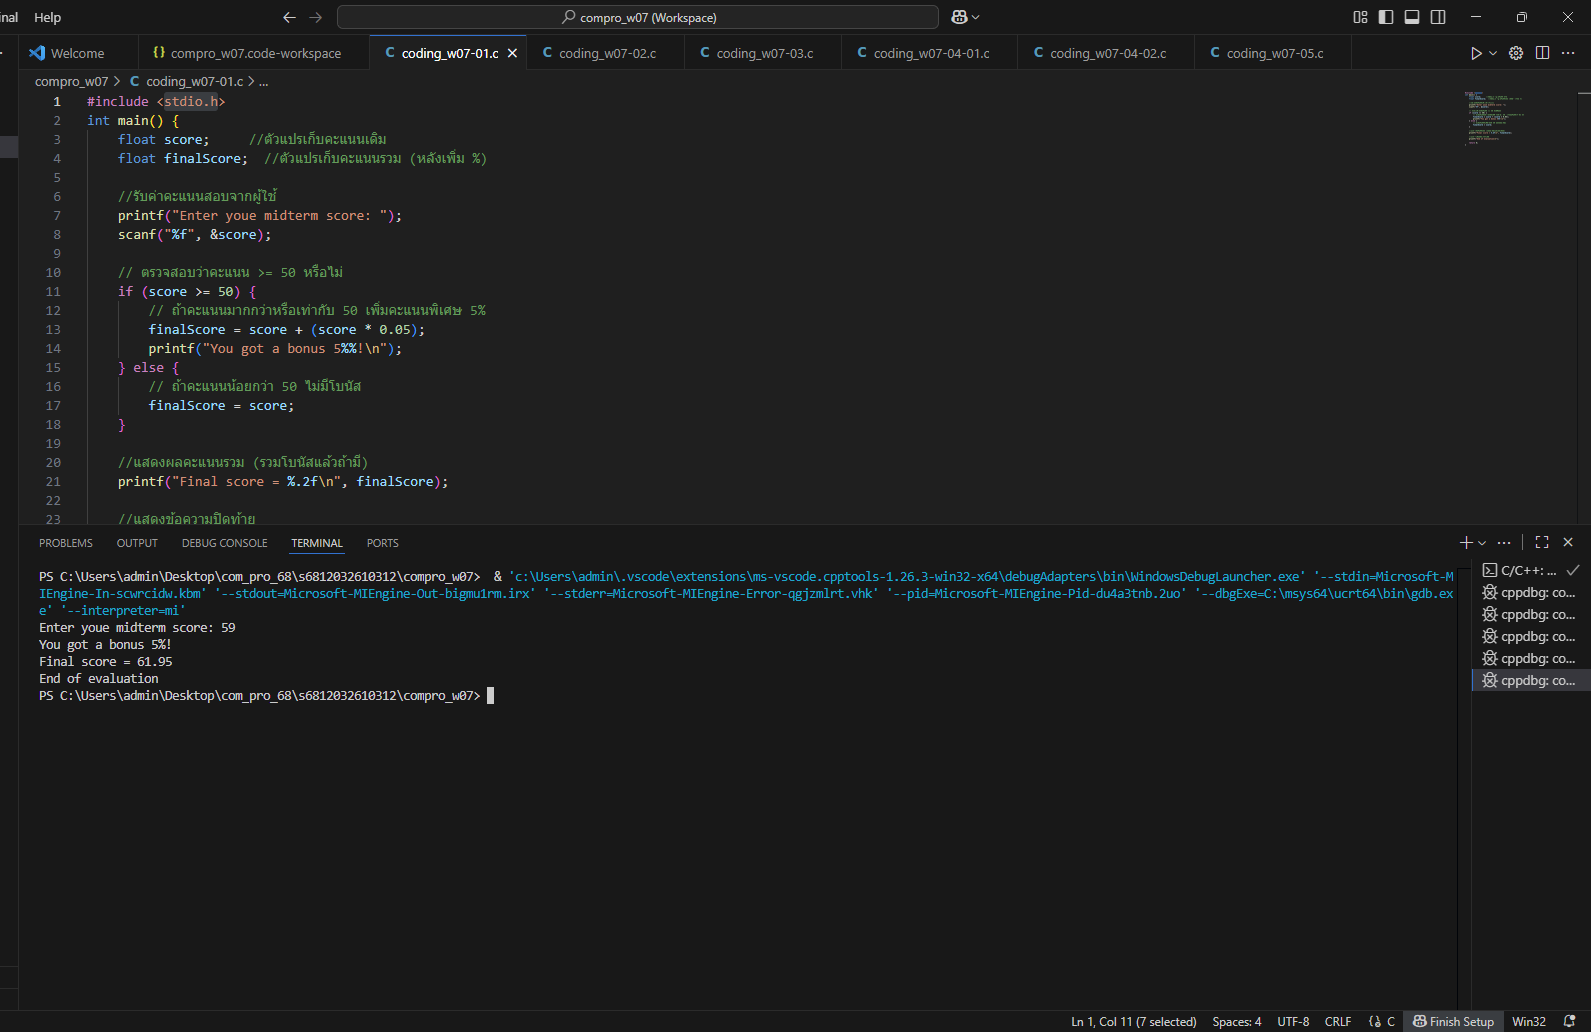 nal Help
compro_w07 (Workspace)
Welcome
{} compro_w07.code-workspace
C coding_w07-01.c
C coding_w07-02.c
C coding_w07-03.c
C coding_w07-04-01.c
C coding_w07-04-02.c
C coding_w07-05.c
compro_w07 > C coding_w07-01.c > ...
1 #include <stdio.h>
2 int main() {
3 float score; //ตัวแปรเก็บคะแนนเดิม
4 float finalScore; //ตัวแปรเก็บคะแนนรวม (หลังเพิ่ม %)
5
6 //รับค่าคะแนนสอบจากผู้ใช้
7 printf("Enter youe midterm score: ");
8 scanf("%f", &score);
9
10 // ตรวจสอบว่าคะแนน >= 50 หรือไม่
11 if (score >= 50) {
12 // ถ้าคะแนนมากกว่าหรือเท่ากับ 50 เพิ่มคะแนนพิเศษ 5%
13 finalScore = score + (score * 0.05);
14 printf("You got a bonus 5%%!\n");
15 } else {
16 // ถ้าคะแนนน้อยกว่า 50 ไม่มีโบนัส
17 finalScore = score;
18 }
19
20 //แสดงผลคะแนนรวม (รวมโบนัสแล้วถ้ามี)
21 printf("Final score = %.2f\n", finalScore);
22
23 //แสดงข้อความปิดท้าย
PROBLEMS OUTPUT DEBUG CONSOLE TERMINAL PORTS
PS C:\Users\admin\Desktop\com_pro_68\s6812032610312\compro_w07> & 'c:\Users\admin\.vscode\extensions\ms-vscode.cpptools-1.26.3-win32-x64\debugAdapters\bin\WindowsDebugLauncher.exe' '--stdin=Microsoft-M
IEngine-In-scwrcidw.kbm' '--stdout=Microsoft-MIEngine-Out-bigmu1rm.irx' '--stderr=Microsoft-MIEngine-Error-qgjzmlrt.vhk' '--pid=Microsoft-MIEngine-Pid-du4a3tnb.2uo' '--dbgExe=C:\msys64\ucrt64\bin\gdb.ex
e' '--interpreter=mi'
Enter youe midterm score: 59
You got a bonus 5%!
Final score = 61.95
End of evaluation
PS C:\Users\admin\Desktop\com_pro_68\s6812032610312\compro_w07>
C/C++: ...
cppdbg: co...
cppdbg: co...
cppdbg: co...
cppdbg: co...
cppdbg: co...
Ln 1, Col 11 (7 selected) Spaces: 4 UTF-8 CRLF {} C Finish Setup Win32